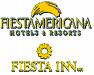 FIESTAMERICANA
HOTELS & RESORTS
FIESTA INN